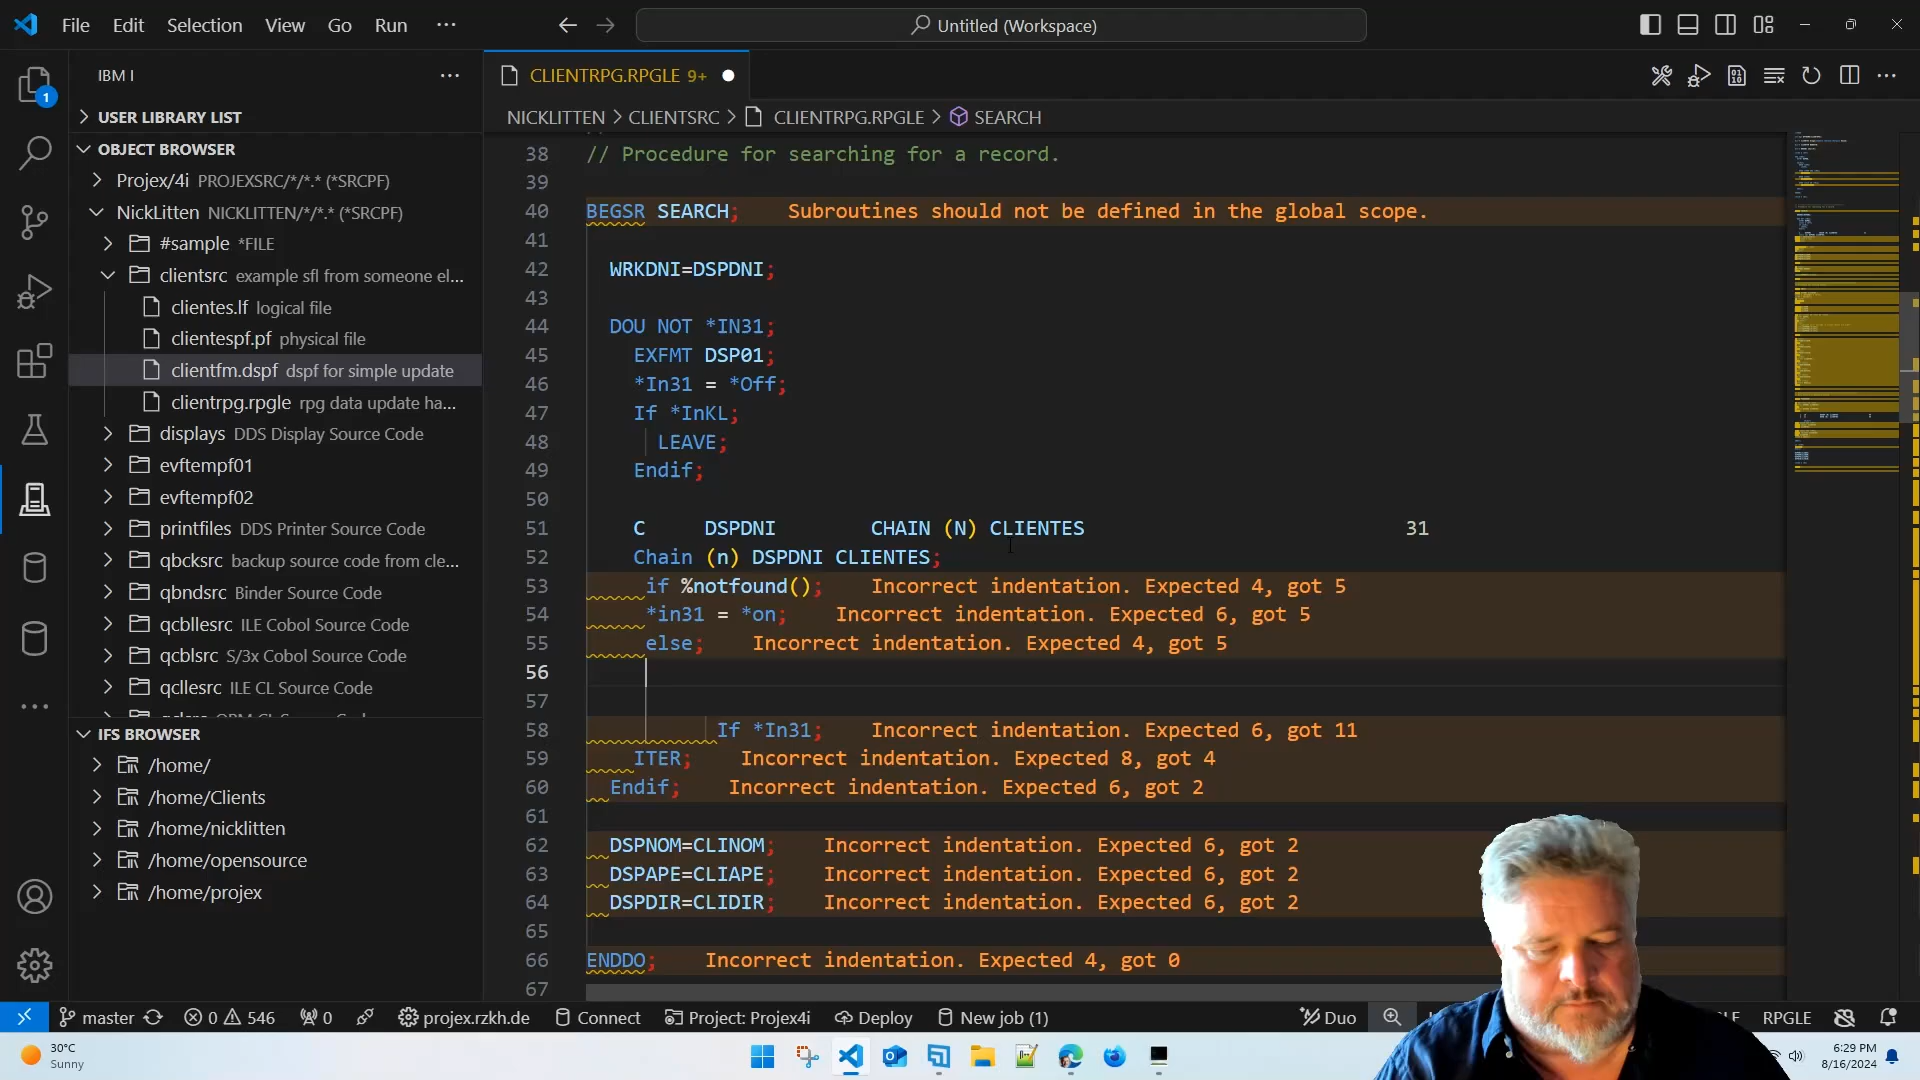 File Edit Selection View Go Run ··· Untitled (Workspace)
IBM I
1
USER LIBRARY LIST
OBJECT BROWSER
Projex/4i PROJEXSRC/*/*.* (*SRCPF)
NickLitten NICKLITTEN/*/*.* (*SRCPF)
#sample *FILE
clientsrc example sfl from someone el...
clientes.lf logical file
clientespf.pf physical file
clientfm.dspf dspf for simple update
clientrpg.rpgle rpg data update ha...
displays DDS Display Source Code
evftempf01
evftempf02
printfiles DDS Printer Source Code
qbcksrc backup source code from cle...
qbndsrc Binder Source Code
qcbllesrc ILE Cobol Source Code
qcblsrc S/3x Cobol Source Code
qcllesrc ILE CL Source Code
IFS BROWSER
/home/
/home/Clients
/home/nicklitten
/home/opensource
/home/projex
CLIENTRPG.RPGLE 9+
NICKLITTEN > CLIENTSRC > CLIENTRPG.RPGLE > SEARCH
38 // Procedure for searching for a record.
39
40 BEGSR SEARCH; Subroutines should not be defined in the global scope.
41
42 WRKDNI=DSPDNI;
43
44 DOU NOT *IN31;
45 EXFMT DSP01;
46 *In31 = *Off;
47 If *InKL;
48 LEAVE;
49 Endif;
50
51 C DSPDNI CHAIN (N) CLIENTES 31
52 Chain (n) DSPDNI CLIENTES;
53 if %notfound(); Incorrect indentation. Expected 4, got 5
54 *in31 = *on; Incorrect indentation. Expected 6, got 5
55 else; Incorrect indentation. Expected 4, got 5
56
57
58 If *In31; Incorrect indentation. Expected 6, got 11
59 ITER; Incorrect indentation. Expected 8, got 4
60 Endif; Incorrect indentation. Expected 6, got 2
61
62 DSPNOM=CLINOM; Incorrect indentation. Expected 6, got 2
63 DSPAPE=CLIAPE; Incorrect indentation. Expected 6, got 2
64 DSPDIR=CLIDIR; Incorrect indentation. Expected 6, got 2
65
66 ENDDO; Incorrect indentation. Expected 4, got 0
67
master 0 546 0 projex.rzkh.de Connect Project: Projex4i Deploy New job (1) Duo RPGLE
30°C
Sunny
6:29 PM
8/16/2024